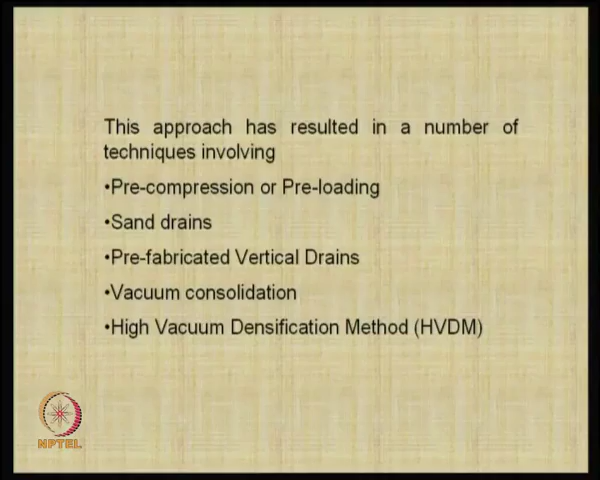 This approach has resulted in a number of
techniques involving
•Pre-compression or Pre-loading
•Sand drains
•Pre-fabricated Vertical Drains
•Vacuum consolidation
•High Vacuum Densification Method (HVDM)
NPTEL